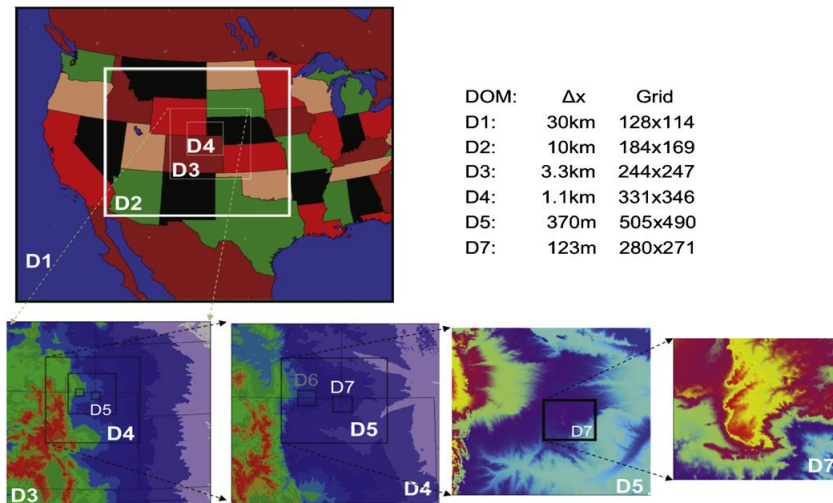 D4
D3
D2
D1
DOM: Δx Grid
D1: 30km 128x114
D2: 10km 184x169
D3: 3.3km 244x247
D4: 1.1km 331x346
D5: 370m 505x490
D7: 123m 280x271
D5
D4
D3
D6
D7
D5
D4
D7
D5
D7